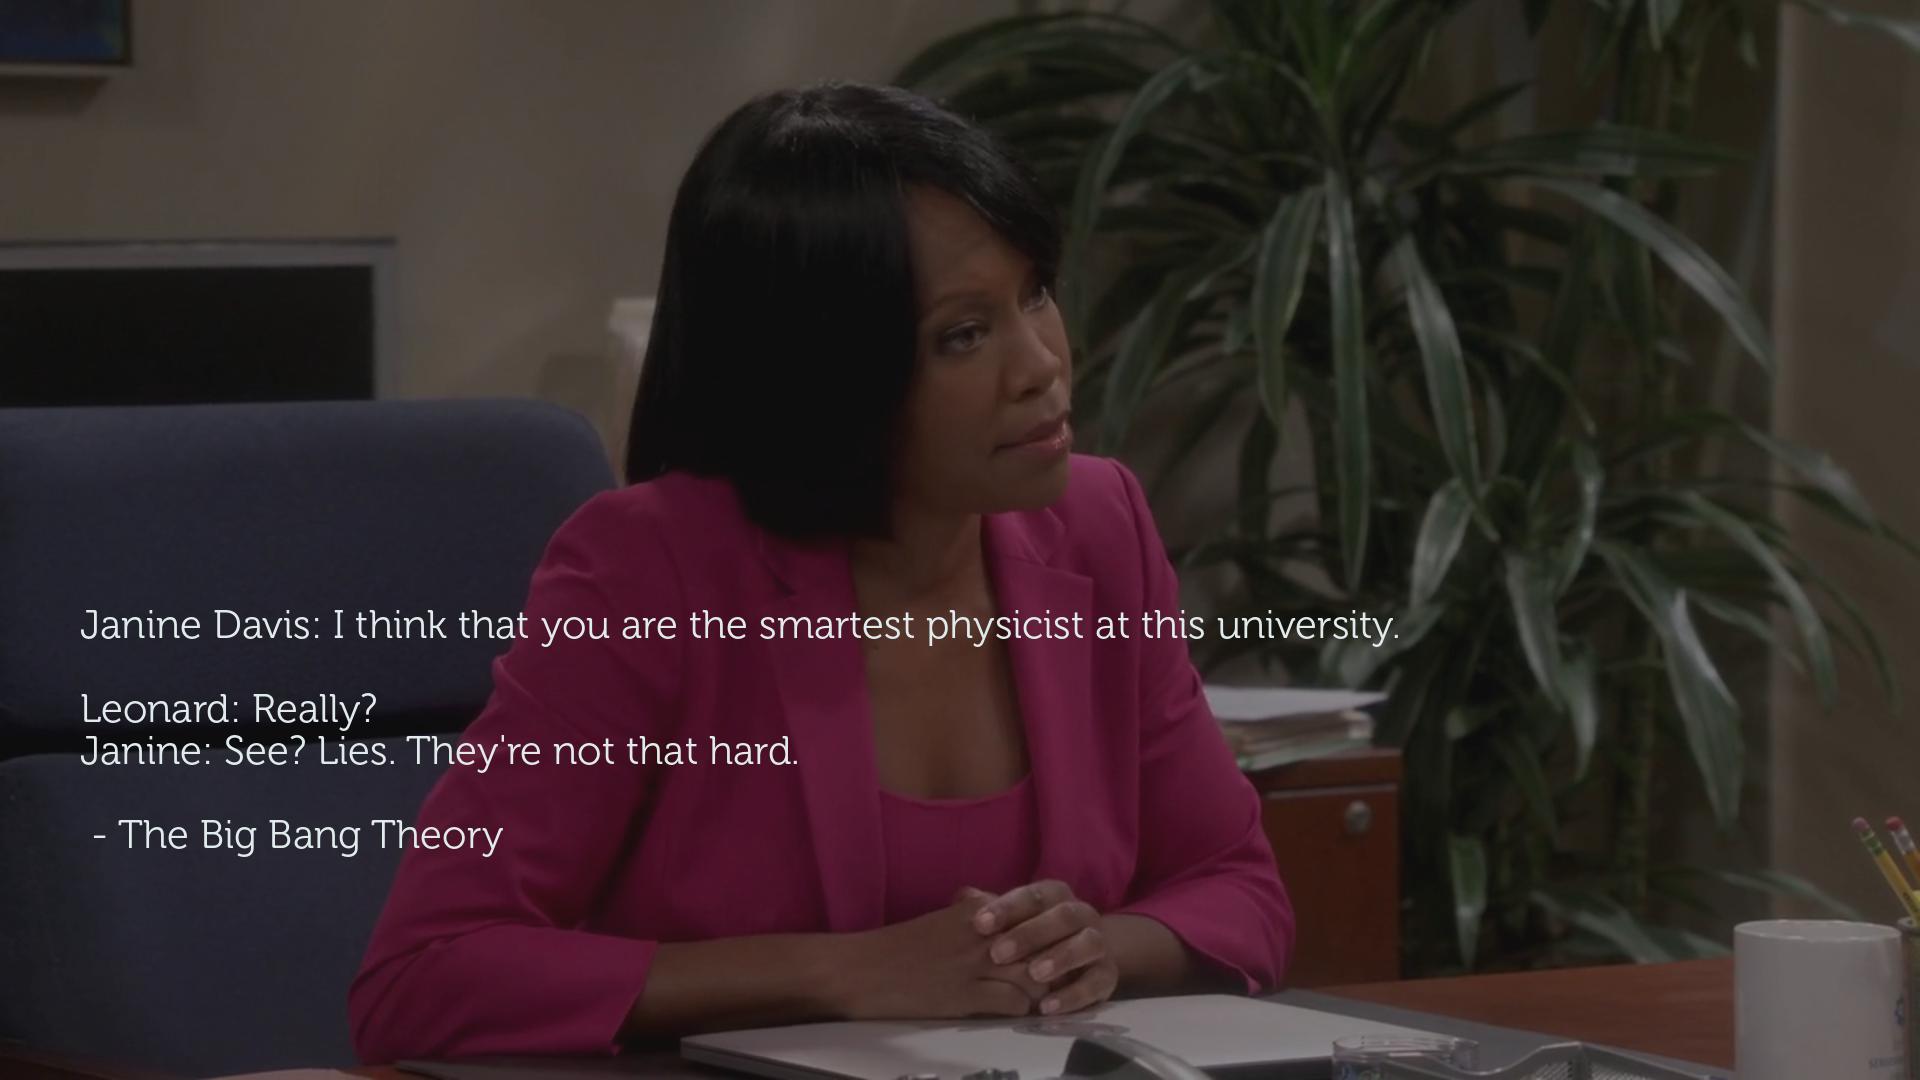 Janine Davis: I think that you are the smartest physicist at this university.
Leonard: Really?
Janine: See? Lies. They're not that hard.
- The Big Bang Theory